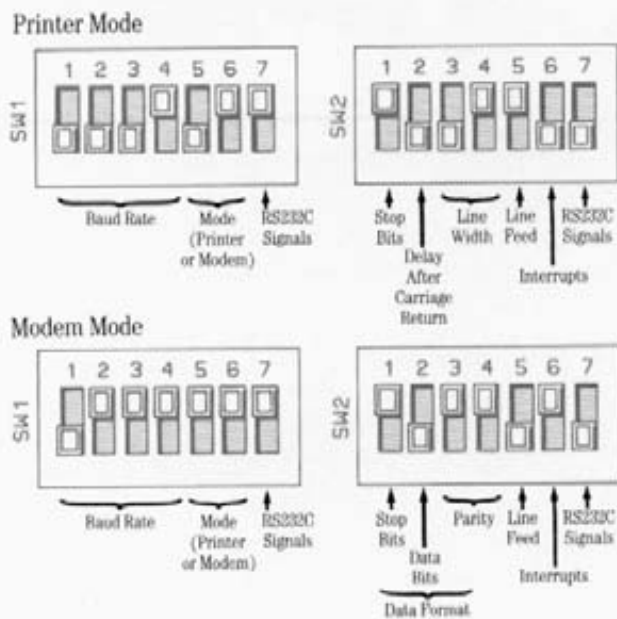 Printer Mode
SW1
1 2 3 4 5 6 7
Baud Rate
Mode
(Printer
or Modem)
RS232C
Signals
SW2
1 2 3 4 5 6 7
Stop
Bits
Delay
After
Carriage
Return
Line
Width
Line
Feed
Interrupts
RS232C
Signals
Modem Mode
SW1
1 2 3 4 5 6 7
Baud Rate
Mode
(Printer
or Modem)
RS232C
Signals
SW2
1 2 3 4 5 6 7
Stop
Bits
Data
Bits
Data Format
Parity
Line
Feed
Interrupts
RS232C
Signals